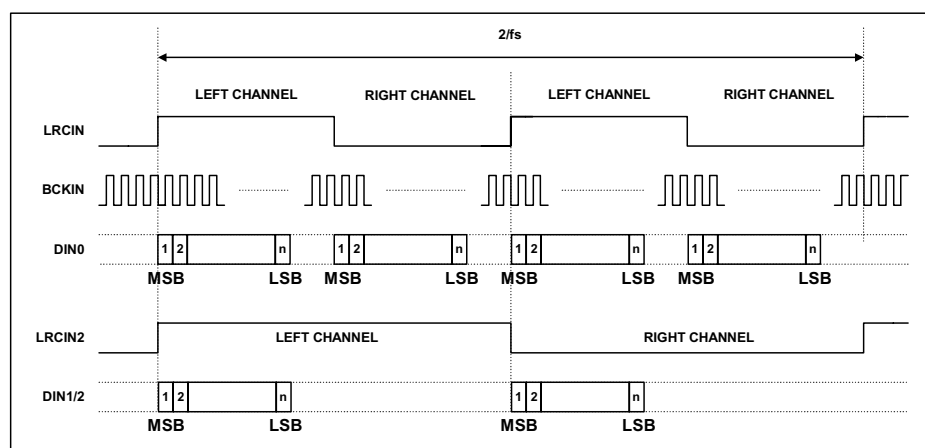 2/fs
LEFT CHANNEL RIGHT CHANNEL LEFT CHANNEL RIGHT CHANNEL
LRCIN
BCKIN
DIN0 1 2 n 1 2 n 1 2 n 1 2 n
MSB LSB MSB LSB MSB LSB MSB LSB
LRCIN2 LEFT CHANNEL RIGHT CHANNEL
DIN1/2 1 2 n 1 2 n
MSB LSB MSB LSB